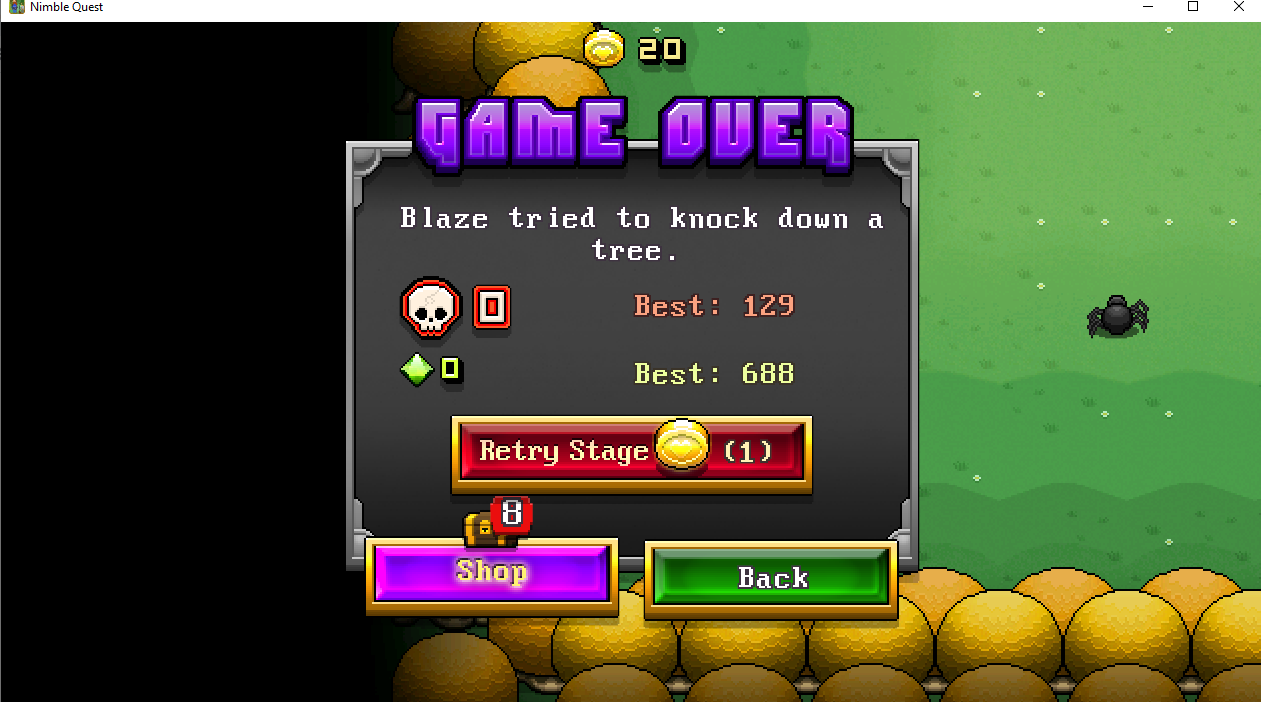 Nimble Quest
20
GAME OVER
Blaze tried to knock down a
tree.
0 Best: 129
0 Best: 688
Retry Stage (1)
8
Shop
Back